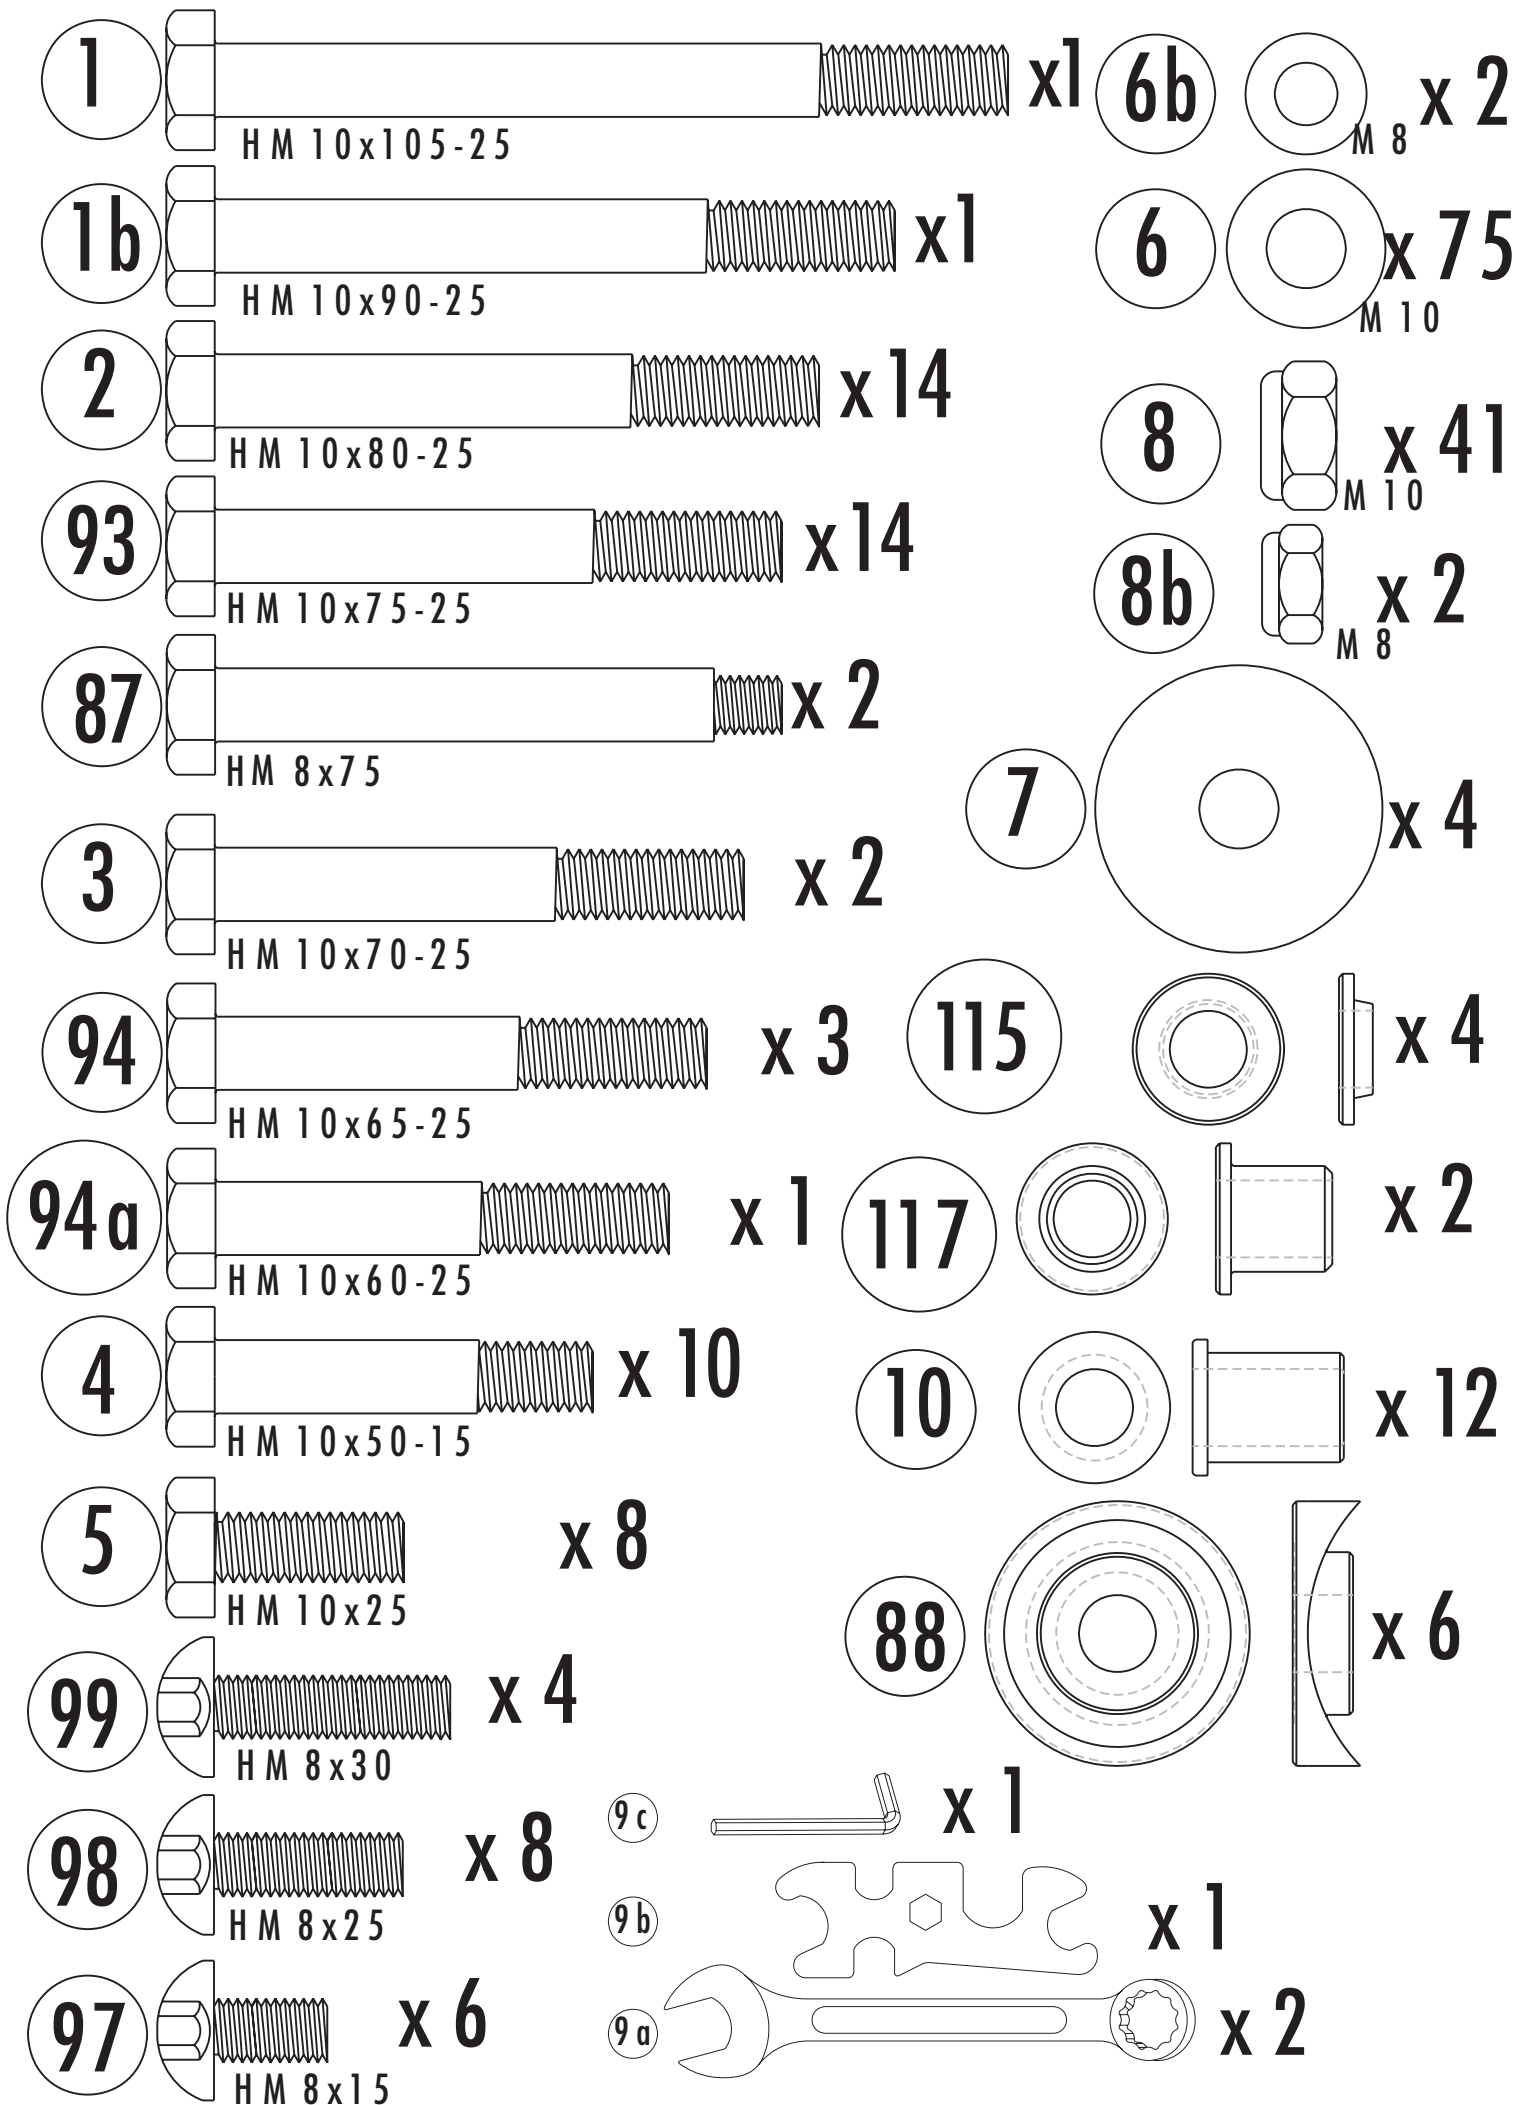 1 x1
HM 10x105-25
1b x1
HM 10x90-25
2 x 14
HM 10x80-25
93 x 14
HM 10x75-25
87 x 2
HM 8x75
3 x 2
HM 10x70-25
94 x 3
HM 10x65-25
94a x 1
HM 10x60-25
4 x 10
HM 10x50-15
5 x 8
HM 10x25
99 x 4
HM 8x30
98 x 8
HM 8x25
97 x 6
HM 8x15
6b x 2
M 8
6 x 75
M 10
8 x 41
M 10
8b x 2
M 8
7 x 4
115 x 4
117 x 2
10 x 12
88 x 6
9c x 1
9b x 1
9a x 2